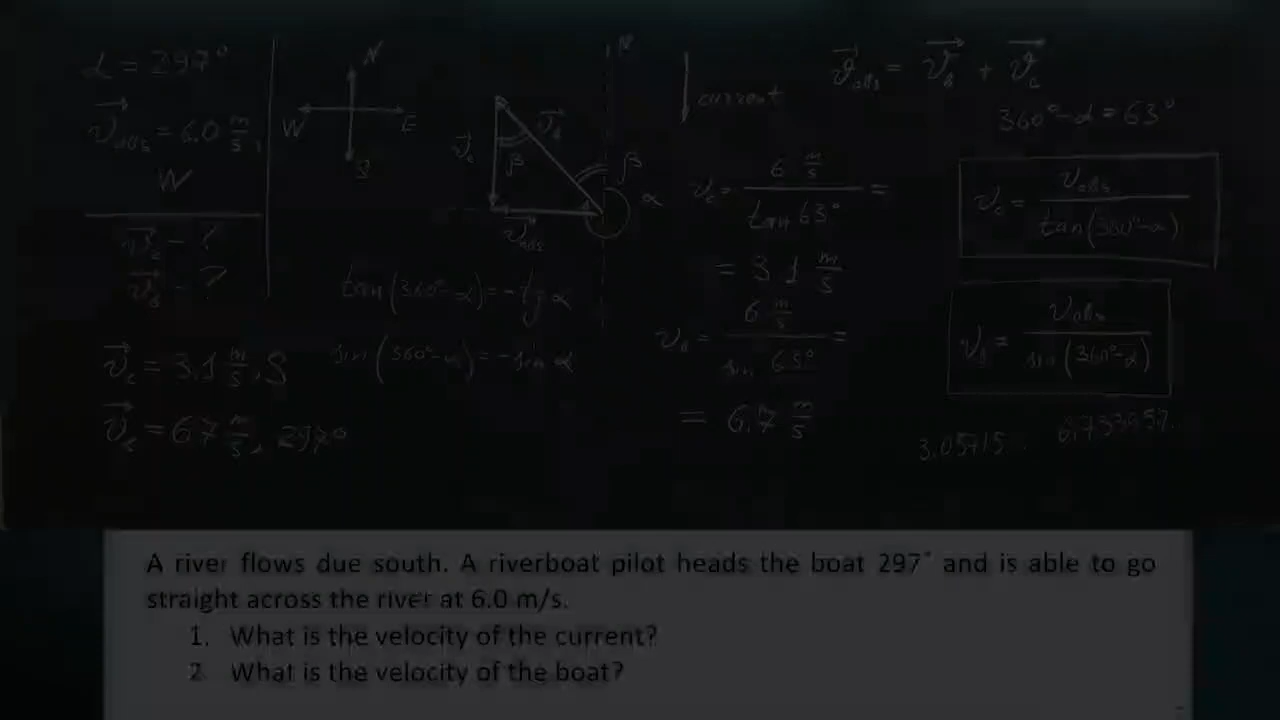 α = 297°
v_abs = 6.0 m/s,
W
v_c - ?
v_b - ?
v_c = 3.1 m/s, S
v_c = 6.7 m/s, 297°
N
W E
S
v_c β v_b
β
α
v_abs
N
tan(360°-α) = -tg α
sin(360°-α) = -sin α
current
v_c = 6 m/s / tan 63° =
= 3.1 m/s
v_b = 6 m/s / sin 63° =
= 6.7 m/s
v_abs = v_b + v_c
360°-α = 63°
v_c = v_abs / tan(360°-α)
v_b = v_abs / sin(360°-α)
3.05715...
A river flows due south. A riverboat pilot heads the boat 297° and is able to go
straight across the river at 6.0 m/s.
1. What is the velocity of the current?
2. What is the velocity of the boat?